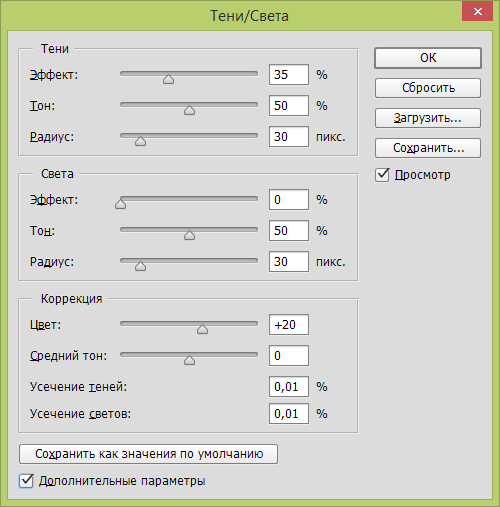 Тени/Света
Тени
Эффект: 35 %
Тон: 50 %
Радиус: 30 пикс.
Света
Эффект: 0 %
Тон: 50 %
Радиус: 30 пикс.
Коррекция
Цвет: +20
Средний тон: 0
Усечение теней: 0,01 %
Усечение светов: 0,01 %
Сохранить как значения по умолчанию
Дополнительные параметры
ОК
Сбросить
Загрузить...
Сохранить...
Просмотр